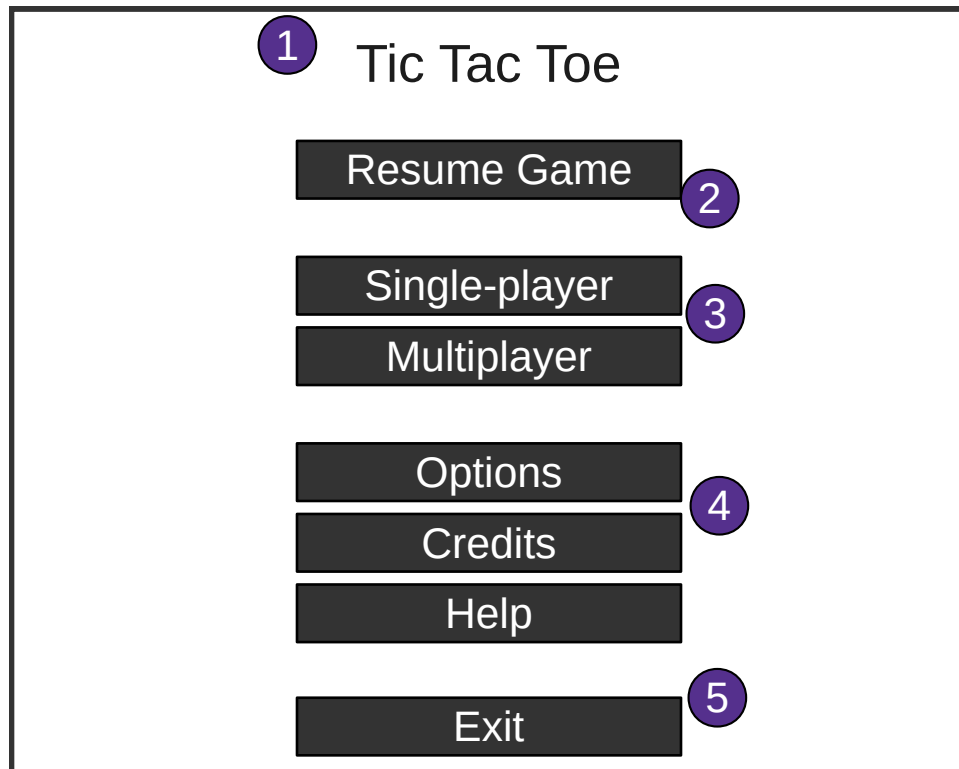 1
Tic Tac Toe
Resume Game
2
Single-player
3
Multiplayer
Options
4
Credits
Help
5
Exit